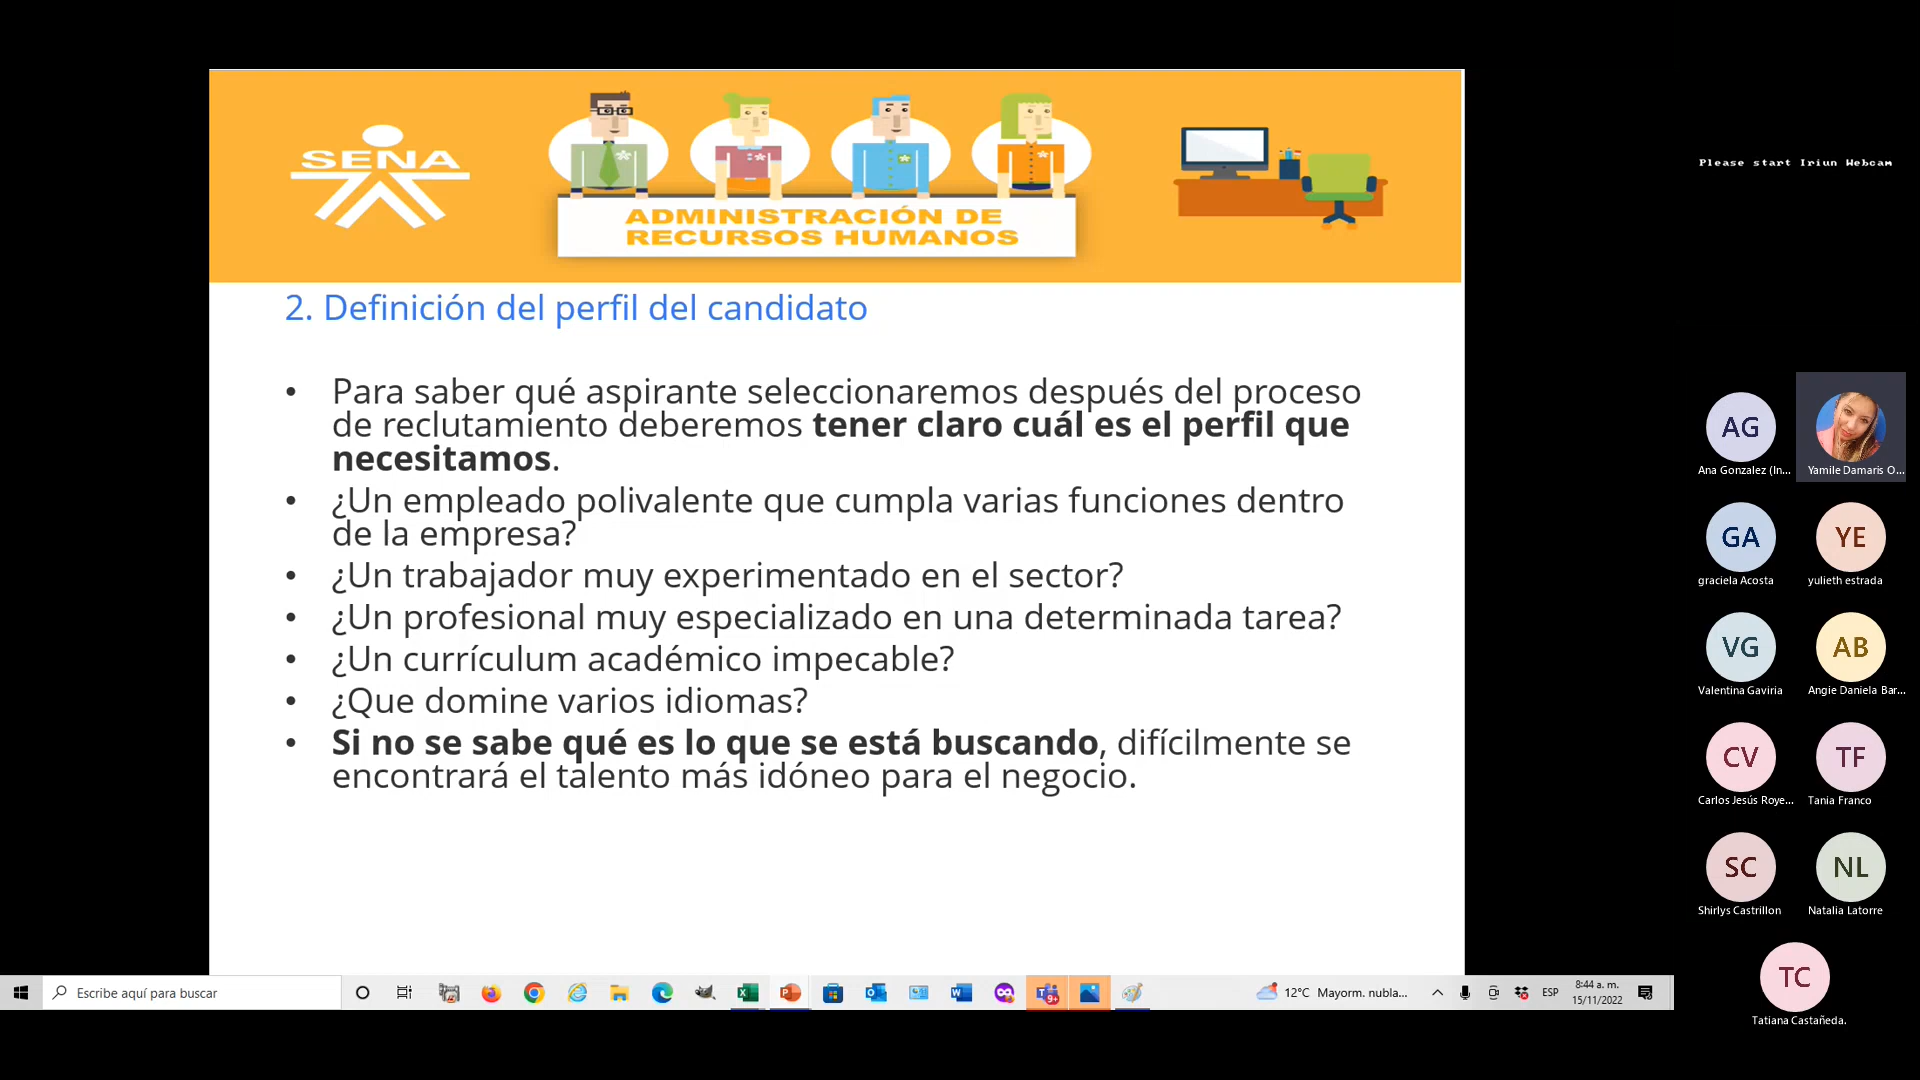 SENA
ADMINISTRACIÓN DE
RECURSOS HUMANOS
2. Definición del perfil del candidato
• Para saber qué aspirante seleccionaremos después del proceso
de reclutamiento deberemos tener claro cuál es el perfil que
necesitamos.
• ¿Un empleado polivalente que cumpla varias funciones dentro
de la empresa?
• ¿Un trabajador muy experimentado en el sector?
• ¿Un profesional muy especializado en una determinada tarea?
• ¿Un currículum académico impecable?
• ¿Que domine varios idiomas?
• Si no se sabe qué es lo que se está buscando, difícilmente se
encontrará el talento más idóneo para el negocio.
Please start Iriun Webcam
AG
Ana Gonzalez (In...
Yamile Damaris O...
GA
graciela Acosta
YE
yulieth estrada
VG
Valentina Gaviria
AB
Angie Daniela Bar...
CV
Carlos Jesús Roye...
TF
Tania Franco
SC
Shirlys Castrillon
NL
Natalia Latorre
TC
Tatiana Castañeda.
Escribe aquí para buscar
9+
12°C Mayorm. nubla...
ESP
8:44 a. m.
15/11/2022